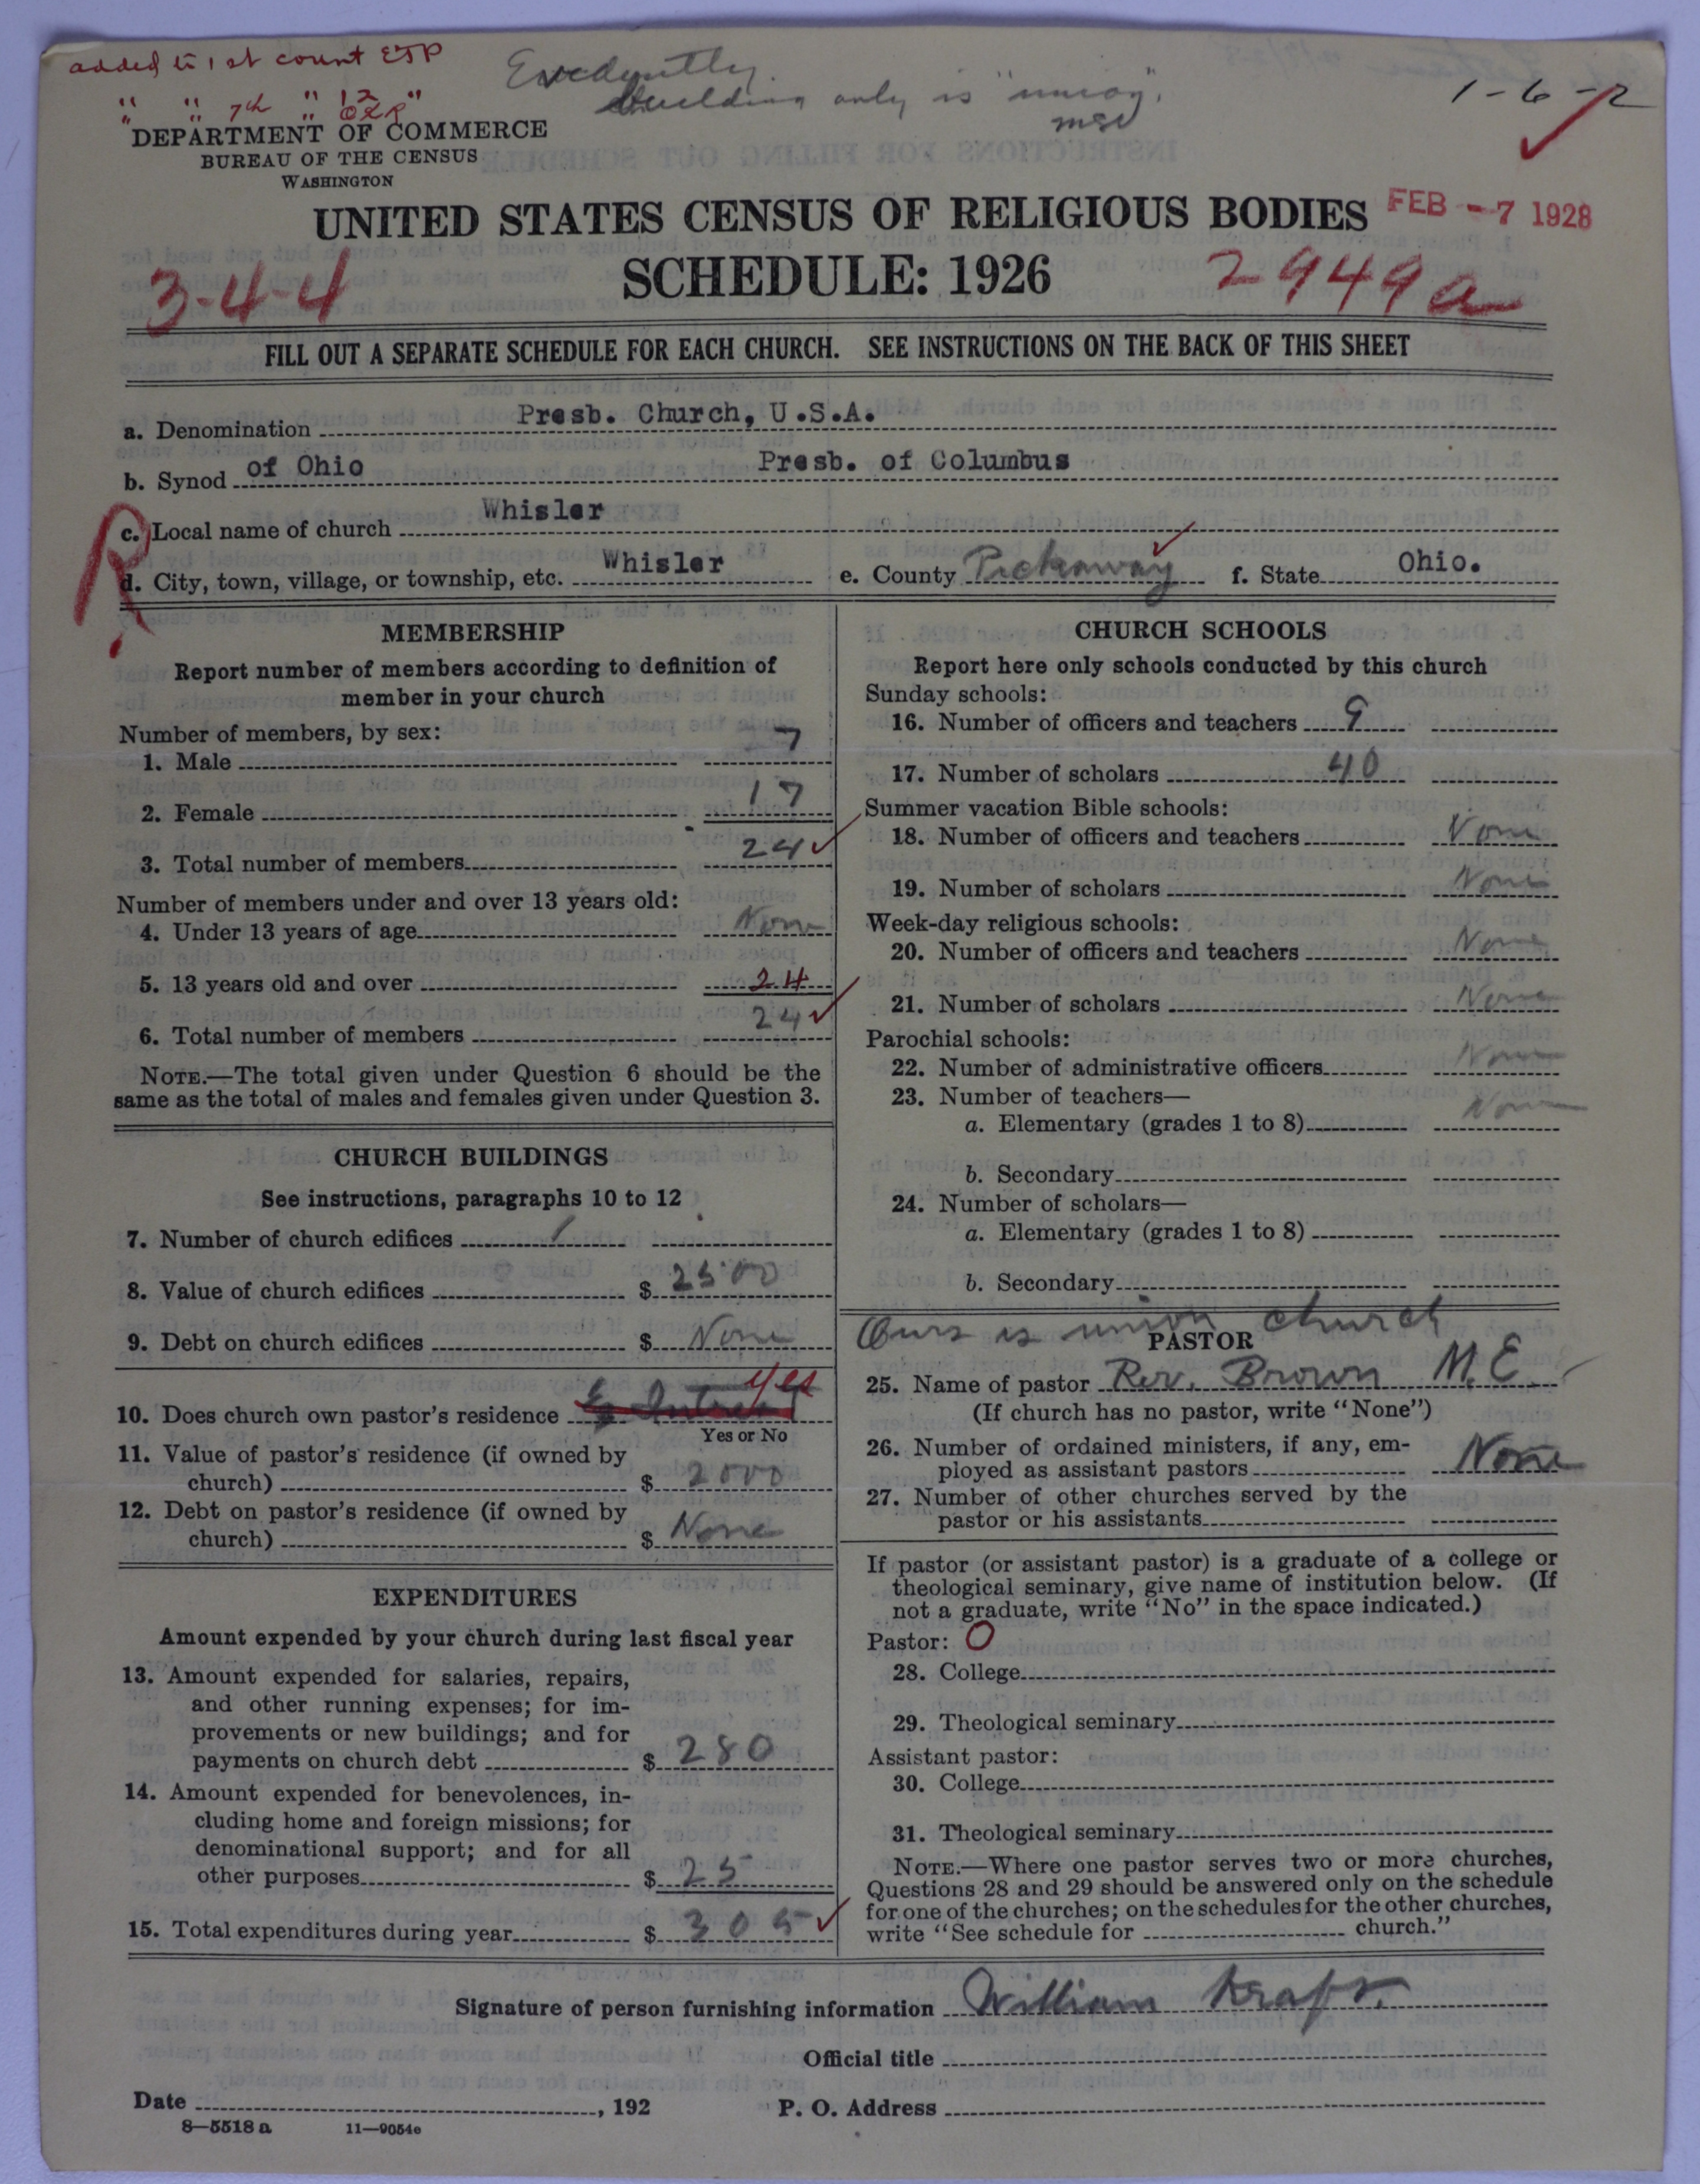 added to 1st count ETP
" " 7th " 12 "
Evedently
building only is "union".
msw
1-6-2
DEPARTMENT OF COMMERCE
BUREAU OF THE CENSUS
WASHINGTON
UNITED STATES CENSUS OF RELIGIOUS BODIES
FEB - 7 1928
3-4-4
SCHEDULE: 1926
2949a
FILL OUT A SEPARATE SCHEDULE FOR EACH CHURCH. SEE INSTRUCTIONS ON THE BACK OF THIS SHEET
a. Denomination Presb. Church, U.S.A.
b. Synod of Ohio Presb. of Columbus
c. Local name of church Whisler
d. City, town, village, or township, etc. Whisler e. County Pickaway f. State Ohio.
MEMBERSHIP
Report number of members according to definition of
member in your church
Number of members, by sex:
1. Male 7
2. Female 17
3. Total number of members 24
Number of members under and over 13 years old:
4. Under 13 years of age None
5. 13 years old and over 24
6. Total number of members 24
NOTE.—The total given under Question 6 should be the
same as the total of males and females given under Question 3.
CHURCH BUILDINGS
See instructions, paragraphs 10 to 12
7. Number of church edifices 1
8. Value of church edifices $ 2500
9. Debt on church edifices $ None
10. Does church own pastor's residence yes
Yes or No
11. Value of pastor's residence (if owned by
church) $ 2000
12. Debt on pastor's residence (if owned by
church) $ None
EXPENDITURES
Amount expended by your church during last fiscal year
13. Amount expended for salaries, repairs,
and other running expenses; for im-
provements or new buildings; and for
payments on church debt $ 280
14. Amount expended for benevolences, in-
cluding home and foreign missions; for
denominational support; and for all
other purposes $ 25
15. Total expenditures during year $ 305
CHURCH SCHOOLS
Report here only schools conducted by this church
Sunday schools:
16. Number of officers and teachers 9
17. Number of scholars 40
Summer vacation Bible schools:
18. Number of officers and teachers None
19. Number of scholars None
Week-day religious schools:
20. Number of officers and teachers None
21. Number of scholars None
Parochial schools:
22. Number of administrative officers None
23. Number of teachers—
a. Elementary (grades 1 to 8) None
b. Secondary
24. Number of scholars—
a. Elementary (grades 1 to 8)
b. Secondary
Ours is union church
PASTOR
25. Name of pastor Rev. Brown M.E.
(If church has no pastor, write "None")
26. Number of ordained ministers, if any, em-
ployed as assistant pastors None
27. Number of other churches served by the
pastor or his assistants
If pastor (or assistant pastor) is a graduate of a college or
theological seminary, give name of institution below. (If
not a graduate, write "No" in the space indicated.)
Pastor: O
28. College
29. Theological seminary
Assistant pastor:
30. College
31. Theological seminary
NOTE.—Where one pastor serves two or more churches,
Questions 28 and 29 should be answered only on the schedule
for one of the churches; on the schedules for the other churches,
write "See schedule for church."
Signature of person furnishing information William Kraft.
Official title
Date , 192 P. O. Address
8—5518 a 11—9054e